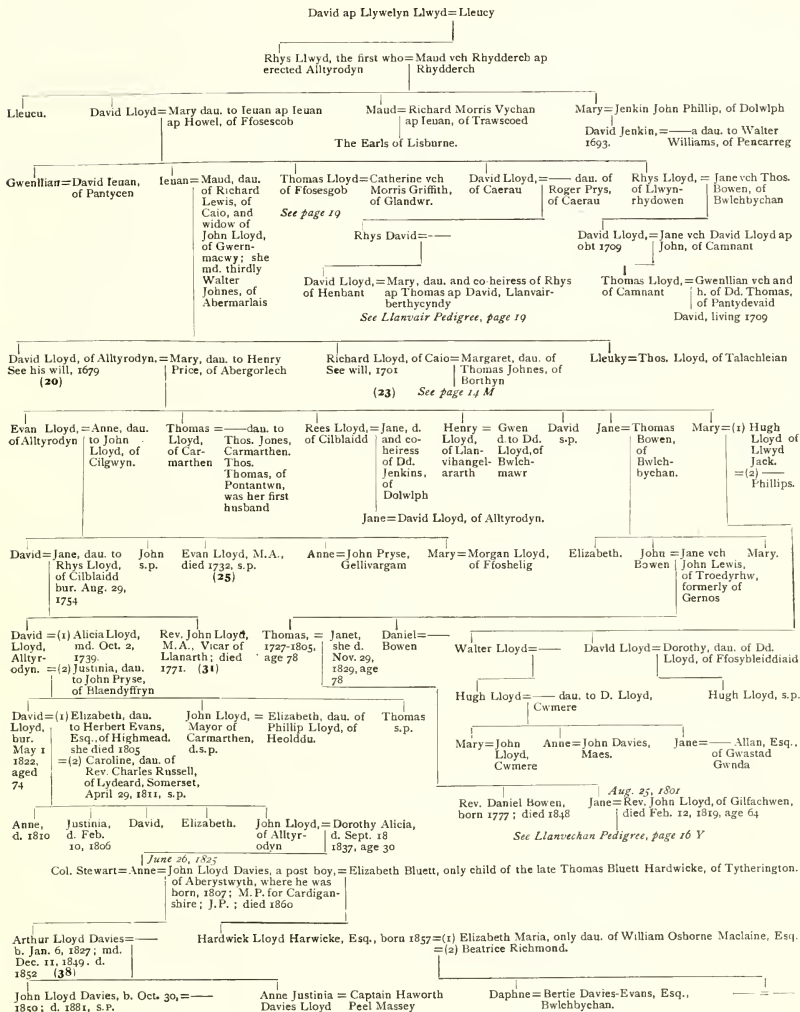 David ap Llywelyn Llwyd=Lleucy
Rhys Llwyd, the first who=Maud vch Rhydderch ap
erected Alltyrodyn Rhydderch
Lleucu. David Lloyd=Mary dau. to Ieuan ap Ieuan
ap Howel, of Ffosescob
Maud=Richard Morris Vychan
ap Ieuan, of Trawscoed
The Earls of Lisburne.
Mary=Jenkin John Phillip, of Dolwlph
David Jenkin,=——a dau. to Walter
1693. Williams, of Pencarreg
Gwenllian=David Ieuan,
of Pantycen
Ieuan=Maud, dau.
of Richard
Lewis, of
Caio, and
widow of
John Lloyd,
of Gwern-
macwy; she
md. thirdly
Walter
Johnes, of
Abermarlais
Thomas Lloyd=Catherine vch
of Ffosesgob Morris Griffith,
of Glandwr.
See page 19
David Lloyd,=—— dau. of
of Caerau Roger Prys,
of Caerau
Rhys Lloyd,=Jane vch Thos.
of Llwyn- Bowen, of
rhydowen Bwlchbychan
Rhys David=——
David Lloyd,=Jane vch David Lloyd ap
obt 1709 John, of Camnant
David Lloyd,=Mary, dau. and co-heiress of Rhys
of Henbant ap Thomas ap David, Llanvair-
berthycyndy
See Llanvair Pedigree, page 19
Thomas Lloyd,=Gwenllian vch and
of Camnant h. of Dd. Thomas,
of Pantydevaid
David, living 1709
David Lloyd, of Alltyrodyn.=Mary, dau. to Henry
See his will, 1679 Price, of Abergorlech
(20)
Richard Lloyd, of Caio=Margaret, dau. of
See will, 1701 Thomas Johnes, of
Borthyn
(23) See page 14 M
Lleuky=Thos. Lloyd, of Talachleian
Evan Lloyd,=Anne, dau.
of Alltyrodyn to John
Lloyd, of
Cilgwyn.
Thomas =——dau. to
Lloyd, Thos. Jones,
of Car- Carmarthen.
marthen Thos.
Thomas, of
Pontantwn,
was her first
husband
Rees Lloyd,=Jane, d.
of Cilblaidd and co-
heiress
of Dd.
Jenkins,
of
Dolwlph
Henry = Gwen
Lloyd, d. to Dd.
of Llan- Lloyd, of
vihangel- Bwlch-
ararth mawr
David
s.p.
Jane=Thomas
Bowen,
of
Bwlch-
bychan.
Mary=(1) Hugh
Lloyd of
Llwyd
Jack.
=(2) ——
Phillips.
Jane=David Lloyd, of Alltyrodyn.
David=Jane, dau. to
Rhys Lloyd,
of Cilblaidd
bur. Aug. 29,
1754
John
s.p.
Evan Lloyd, M.A.,
died 1732, s.p.
(25)
Anne=John Pryse,
Gellivargam
Mary=Morgan Lloyd,
of Ffoshelig
Elizabeth. John =Jane vch Mary.
Bowen John Lewis,
of Troedyrhw,
formerly of
Gernos
David =(1) Alicia Lloyd,
Lloyd, md. Oct. 2,
Alltyr- 1739.
odyn. =(2) Justinia, dau.
to John Pryse,
of Blaendyffryn
Rev. John Lloyd,
M.A., Vicar of
Llanarth; died
1771. (31)
Thomas, = Janet,
1727-1805, she d.
age 78 Nov. 29,
1829, age
78
Daniel=——
Bowen
Walter Lloyd=——
David Lloyd=Dorothy, dau. of Dd.
Lloyd, of Ffosybleiddiaid
Hugh Lloyd=—— dau. to D. Lloyd,
Cwmere
Hugh Lloyd, s.p.
David=(1) Elizabeth, dau.
Lloyd, to Herbert Evans,
bur. Esq., of Highmead.
May 1 she died 1805
1822, =(2) Caroline, dau. of
aged Rev. Charles Russell,
74 of Lydeard, Somerset,
April 29, 1811, s.p.
John Lloyd, = Elizabeth, dau. of
Mayor of Phillip Lloyd, of
Carmarthen, Heolddu.
d.s.p.
Thomas
s.p.
Mary=John
Lloyd,
Cwmere
Anne=John Davies,
Maes.
Jane=—— Allan, Esq.,
of Gwastad
Gwnda
Aug. 25, 1801
Rev. Daniel Bowen, Jane=Rev. John Lloyd, of Gilfachwen,
born 1777; died 1848 died Feb. 12, 1819, age 64
See Llanvechan Pedigree, page 16 Y
Anne,
d. 1810
Justinia,
d. Feb.
10, 1806
David, Elizabeth.
John Lloyd,=Dorothy Alicia,
of Alltyr- d. Sept. 18
odyn 1837, age 30
June 26, 1825
Col. Stewart=Anne=John Lloyd Davies, a post boy,=Elizabeth Bluett, only child of the late Thomas Bluett Hardwicke, of Tytherington.
of Aberystwyth, where he was
born, 1807; M.P. for Cardigan-
shire; J.P.; died 1860
Arthur Lloyd Davies=——
b. Jan. 6, 1827; md.
Dec. 11, 1849. d.
1852 (38)
Hardwick Lloyd Harwicke, Esq., born 1857=(1) Elizabeth Maria, only dau. of William Osborne Maclaine, Esq.
=(2) Beatrice Richmond.
John Lloyd Davies, b. Oct. 30,=——
1850; d. 1881, s.p.
Anne Justinia = Captain Haworth
Davies Lloyd Peel Massey
Daphne=Bertie Davies-Evans, Esq.,
Bwlchbychan.
—— = ——